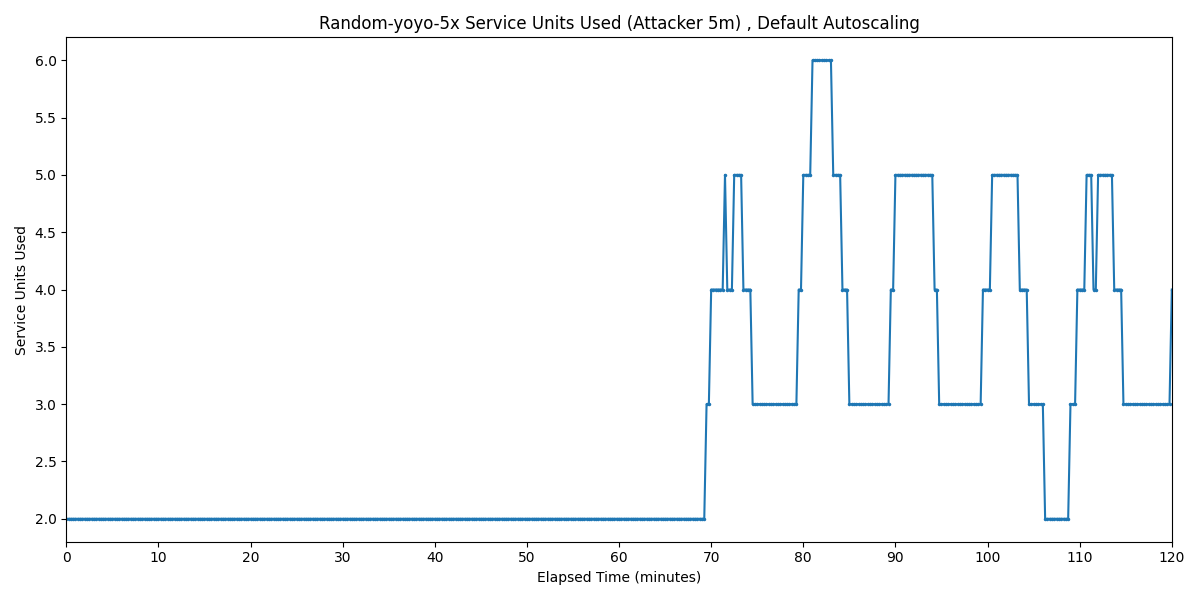 Random-yoyo-5x Service Units Used (Attacker 5m) , Default Autoscaling
Service Units Used
6.0
5.5
5.0
4.5
4.0
3.5
3.0
2.5
2.0
0 10 20 30 40 50 60 70 80 90 100 110 120
Elapsed Time (minutes)